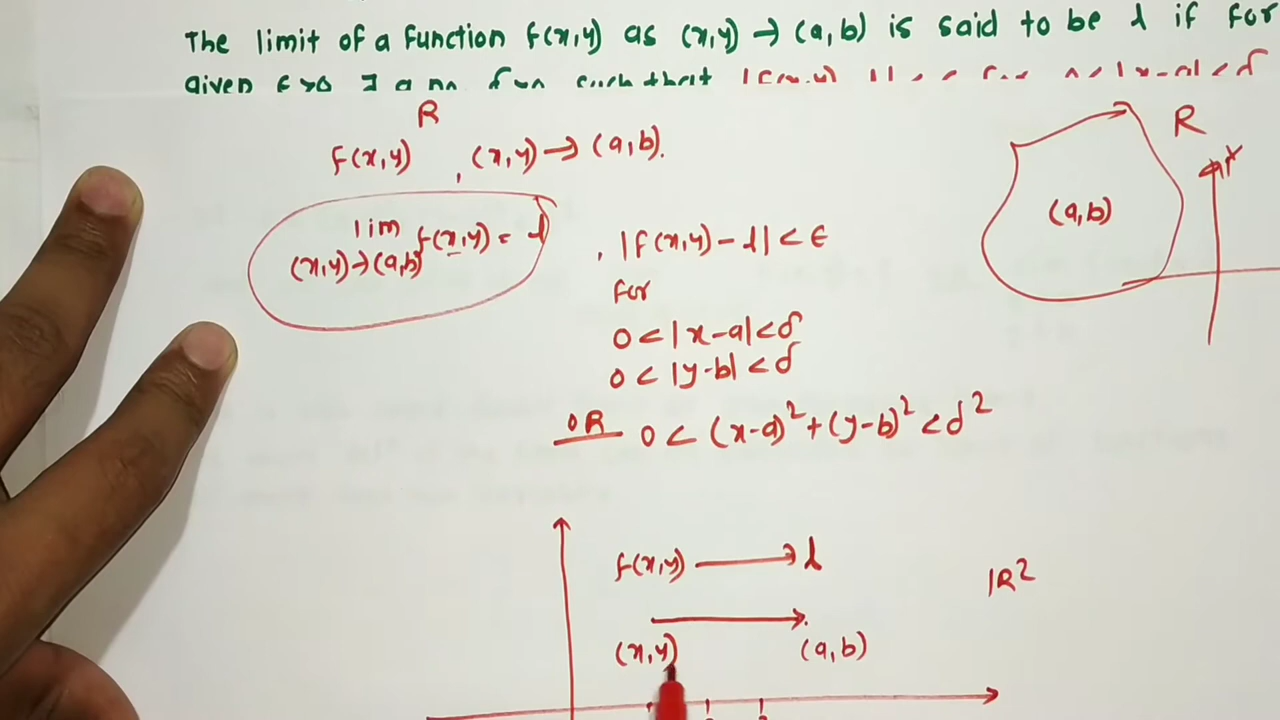 The limit of a function f(x,y) as (x,y) → (a,b) is said to be l if for
given
R
f(x,y) , (x,y) → (a,b).
lim f(x,y) = l
(x,y)→(a,b)
, |f(x,y) - l| < ε
for
0 < |x-a| < δ
0 < |y-b| < δ
OR 0 < (x-a)² + (y-b)² < δ²
R
(a,b)
f(x,y) → l
|R²
(x,y) (a,b)